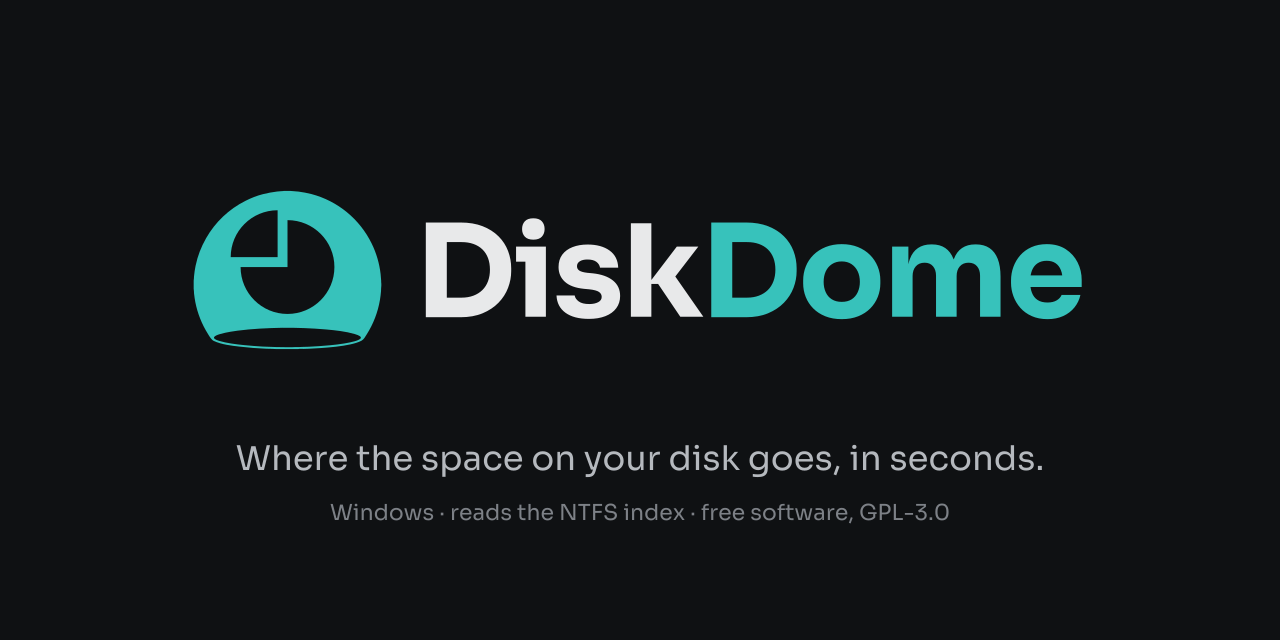 DiskDome
Where the space on your disk goes, in seconds.
Windows · reads the NTFS index · free software, GPL-3.0